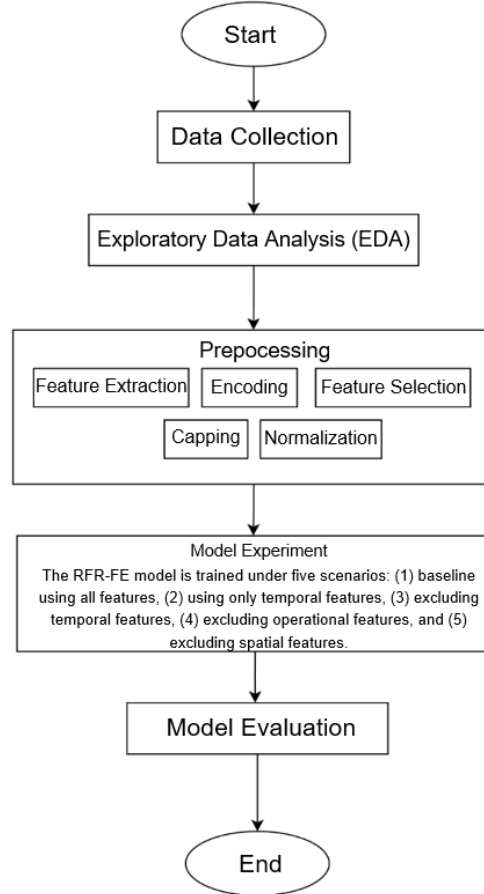 Start
Data Collection
Exploratory Data Analysis (EDA)
Prepocessing
Feature Extraction
Encoding
Feature Selection
Capping
Normalization
Model Experiment
The RFR-FE model is trained under five scenarios: (1) baseline
using all features, (2) using only temporal features, (3) excluding
temporal features, (4) excluding operational features, and (5)
excluding spatial features.
Model Evaluation
End